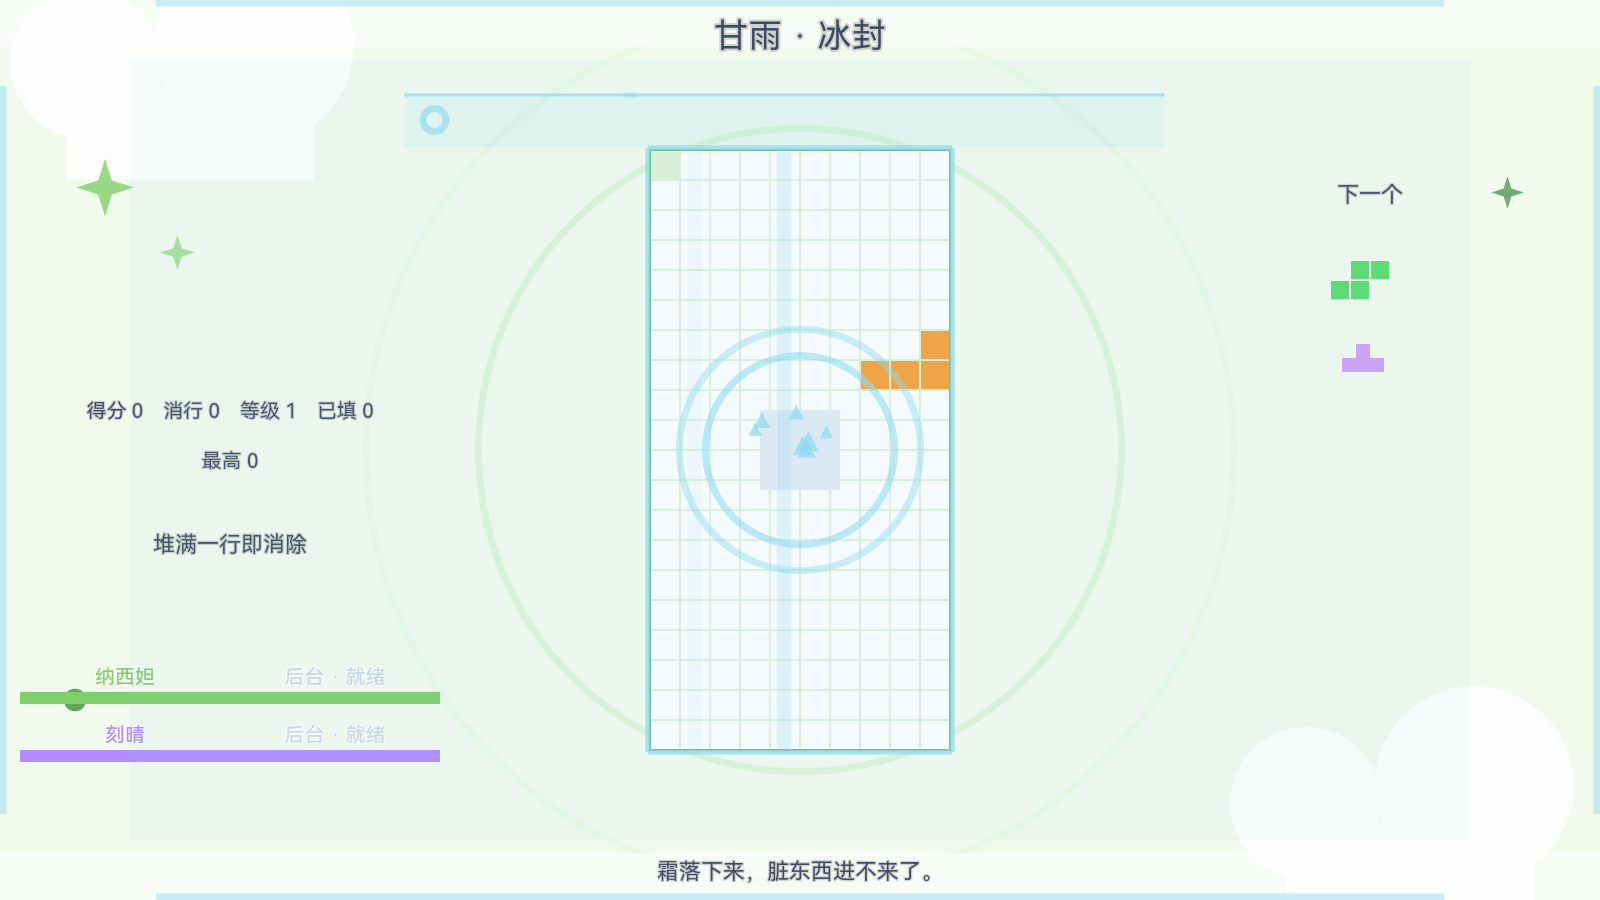 甘雨 · 冰封
下一个
得分 0 消行 0 等级 1 已填 0
最高 0
堆满一行即消除
纳西妲 后台 · 就绪
刻晴 后台 · 就绪
霜落下来，脏东西进不来了。